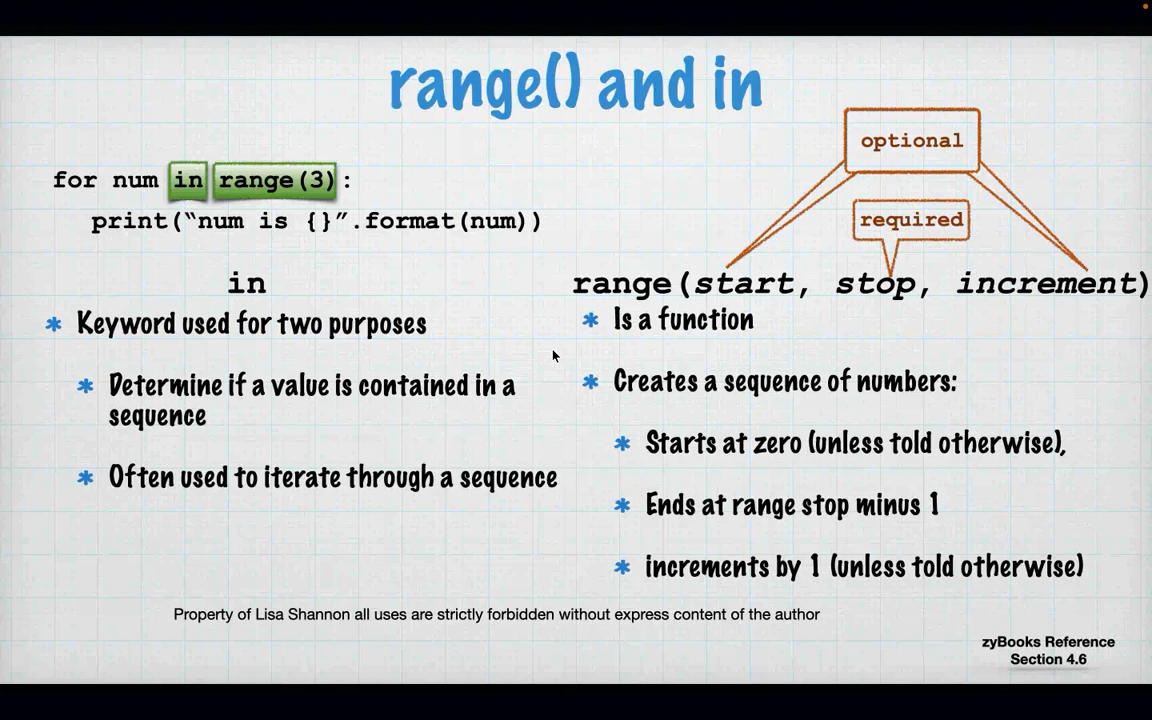 range() and in
optional
for num in range(3):
required
print(“num is {}”.format(num))
in
Keyword used for two purposes
Determine if a value is contained in a
sequence
Often used to iterate through a sequence
range(start, stop, increment)
Is a function
Creates a sequence of numbers:
Starts at zero (unless told otherwise),
Ends at range stop minus 1
increments by 1 (unless told otherwise)
Property of Lisa Shannon all uses are strictly forbidden without express content of the author
zyBooks Reference
Section 4.6